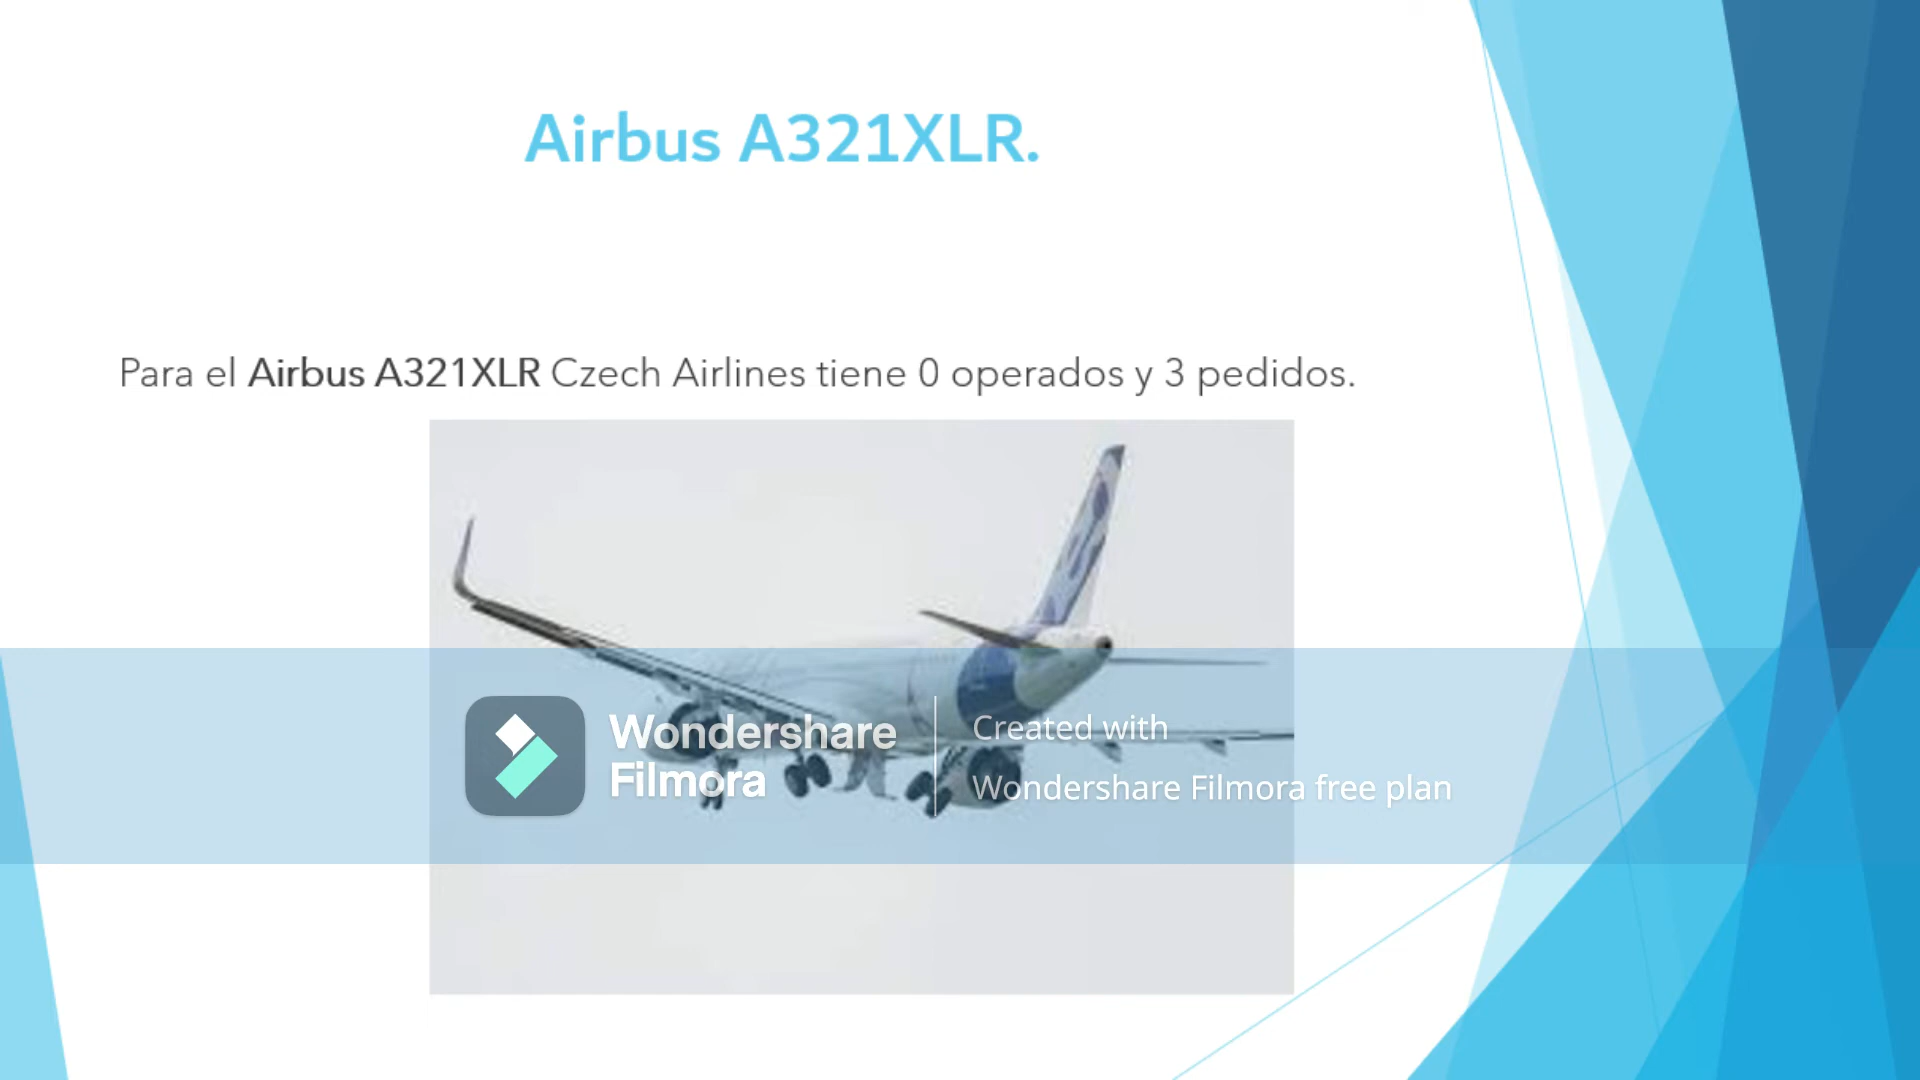 Airbus A321XLR.
Para el Airbus A321XLR Czech Airlines tiene 0 operados y 3 pedidos.
Wondershare
Filmora
Created with
Wondershare Filmora free plan